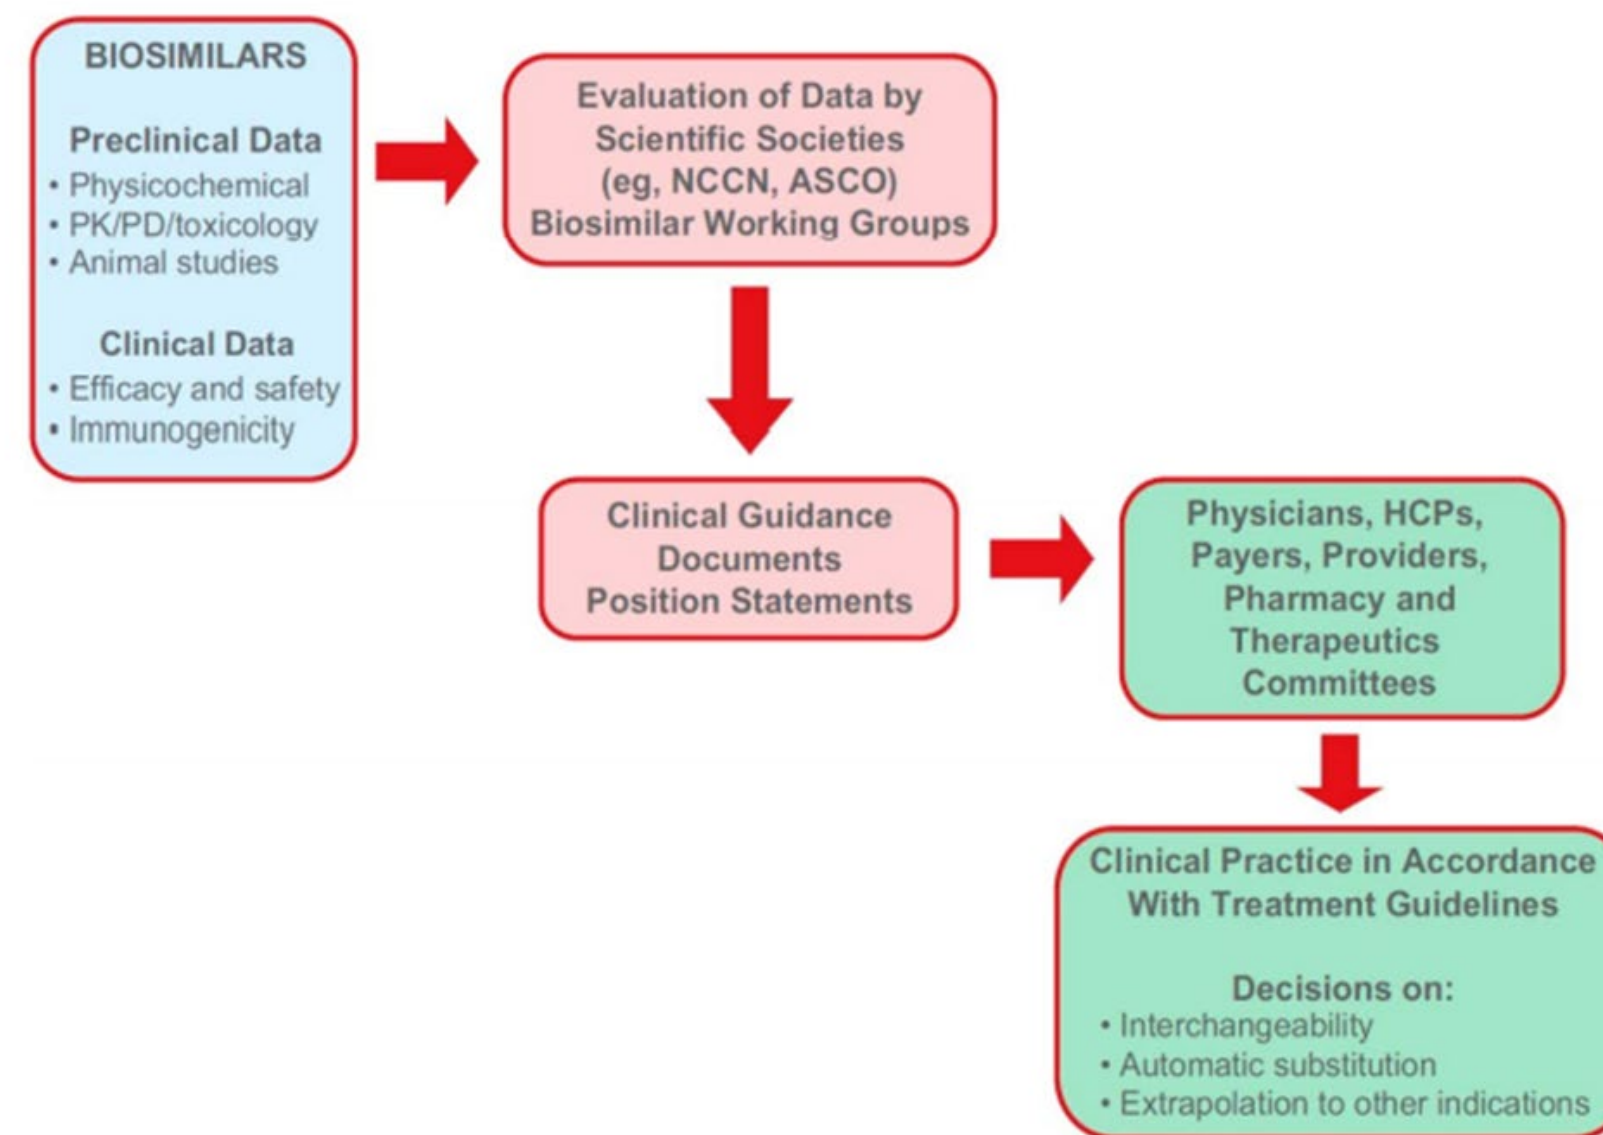 BIOSIMILARS
Preclinical Data
• Physicochemical
• PK/PD/toxicology
• Animal studies
Clinical Data
• Efficacy and safety
• Immunogenicity
Evaluation of Data by
Scientific Societies
(eg, NCCN, ASCO)
Biosimilar Working Groups
Clinical Guidance
Documents
Position Statements
Physicians, HCPs,
Payers, Providers,
Pharmacy and
Therapeutics
Committees
Clinical Practice in Accordance
With Treatment Guidelines
Decisions on:
• Interchangeability
• Automatic substitution
• Extrapolation to other indications